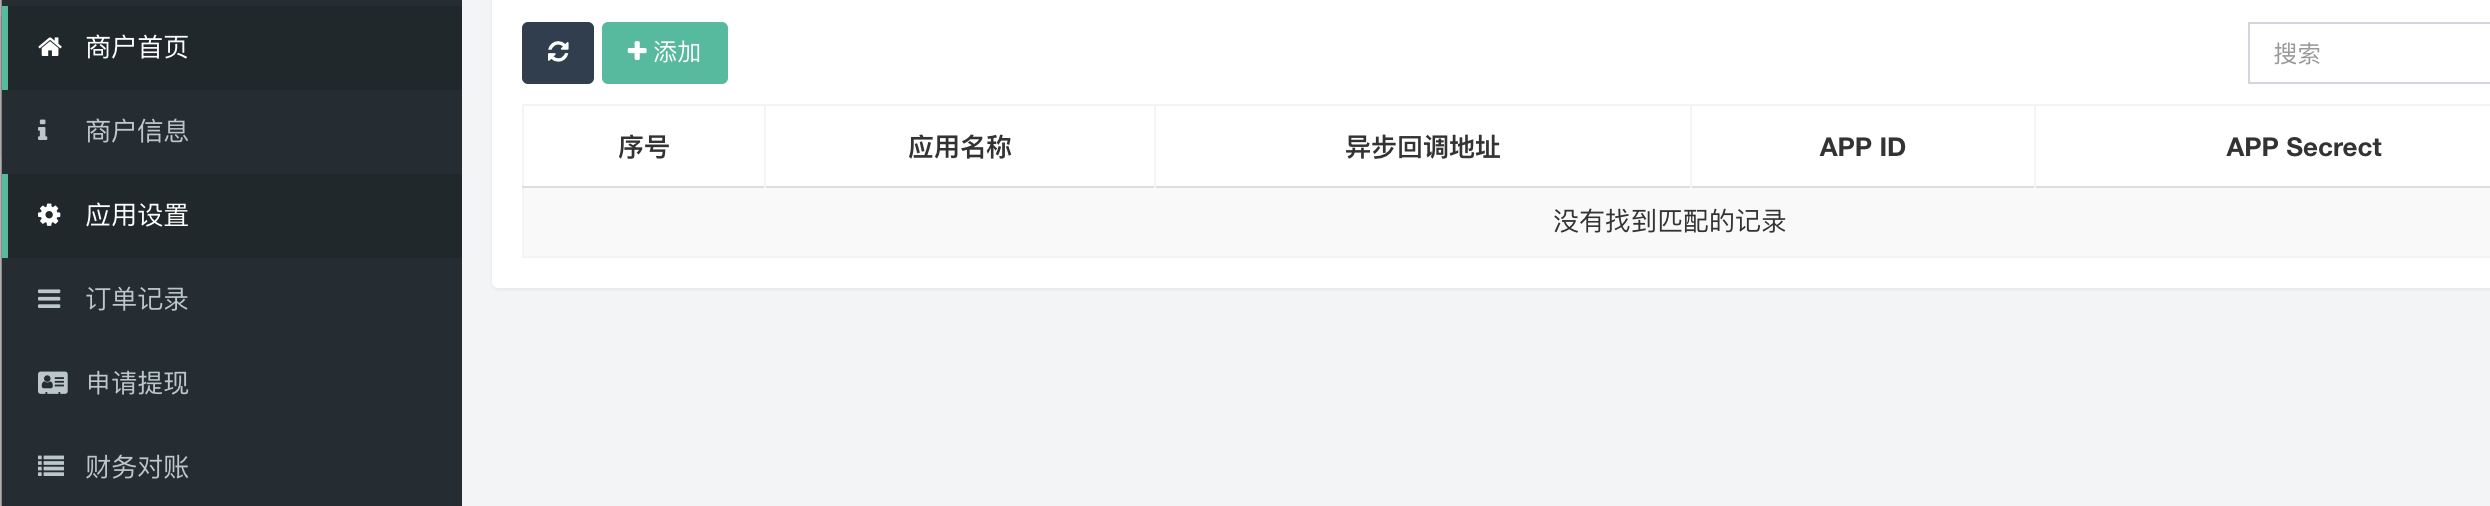 商户首页
商户信息
应用设置
订单记录
申请提现
财务对账
添加
搜索
序号 应用名称 异步回调地址 APP ID APP Secrect
没有找到匹配的记录